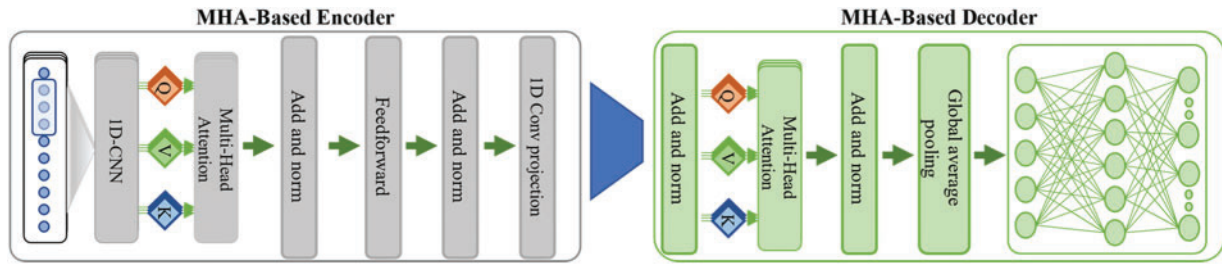 MHA-Based Encoder
1D-CNN
Q
V
K
Multi-Head
Attention
Add and norm
Feedforward
Add and norm
1D Conv projection
MHA-Based Decoder
Add and norm
Q
V
K
Multi-Head
Attention
Add and norm
Global average
pooling